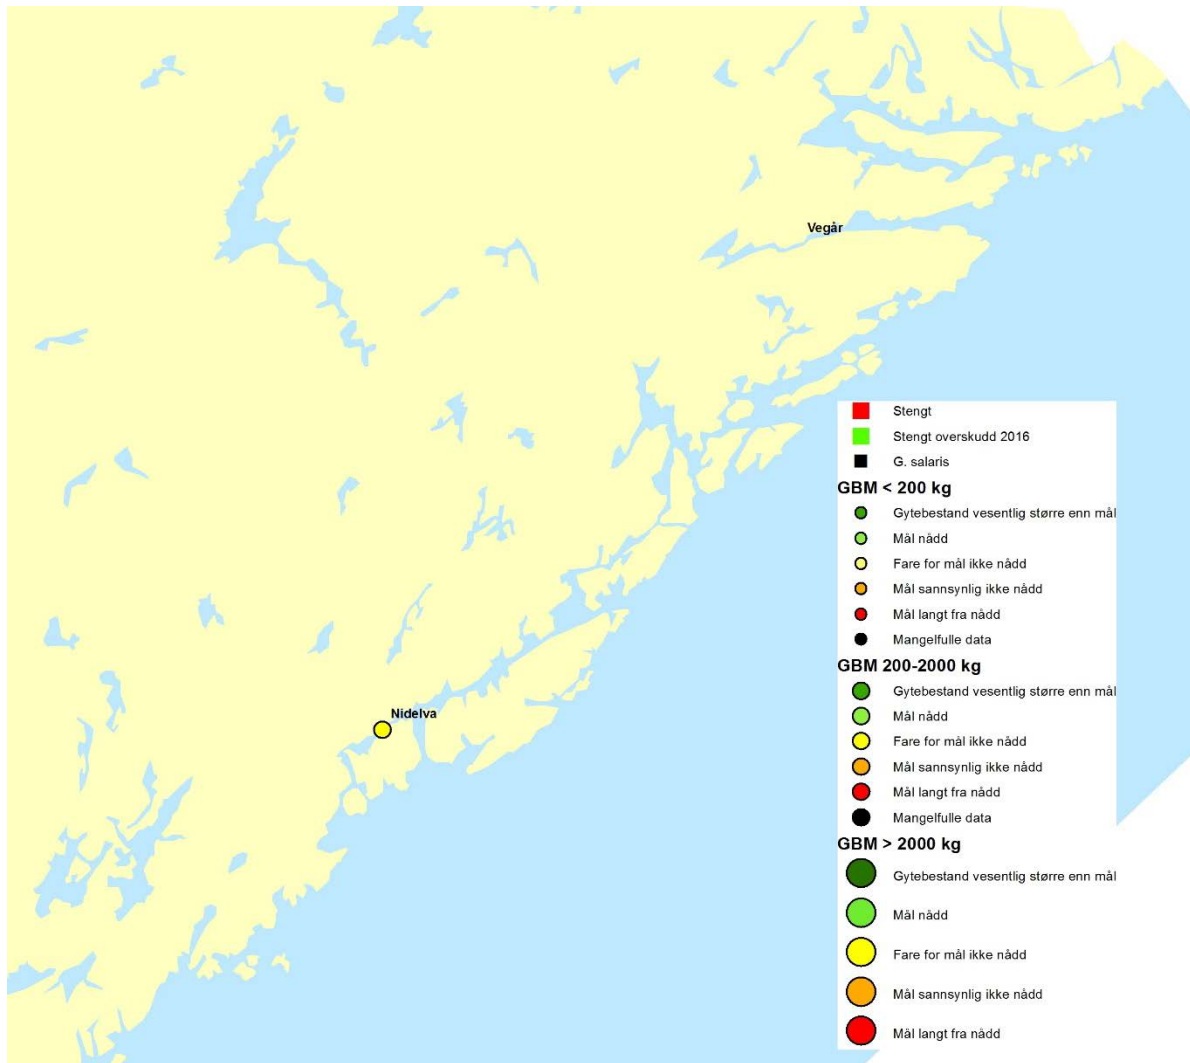 Vegår
Stengt
Stengt overskudd 2016
G. salaris
GBM < 200 kg
Gytebestand vesentlig større enn mål
Mål nådd
Fare for mål ikke nådd
Mål sannsynlig ikke nådd
Mål langt fra nådd
Mangelfulle data
GBM 200-2000 kg
Gytebestand vesentlig større enn mål
Mål nådd
Fare for mål ikke nådd
Mål sannsynlig ikke nådd
Mål langt fra nådd
Mangelfulle data
GBM > 2000 kg
Gytebestand vesentlig større enn mål
Mål nådd
Fare for mål ikke nådd
Mål sannsynlig ikke nådd
Mål langt fra nådd
Nidelva